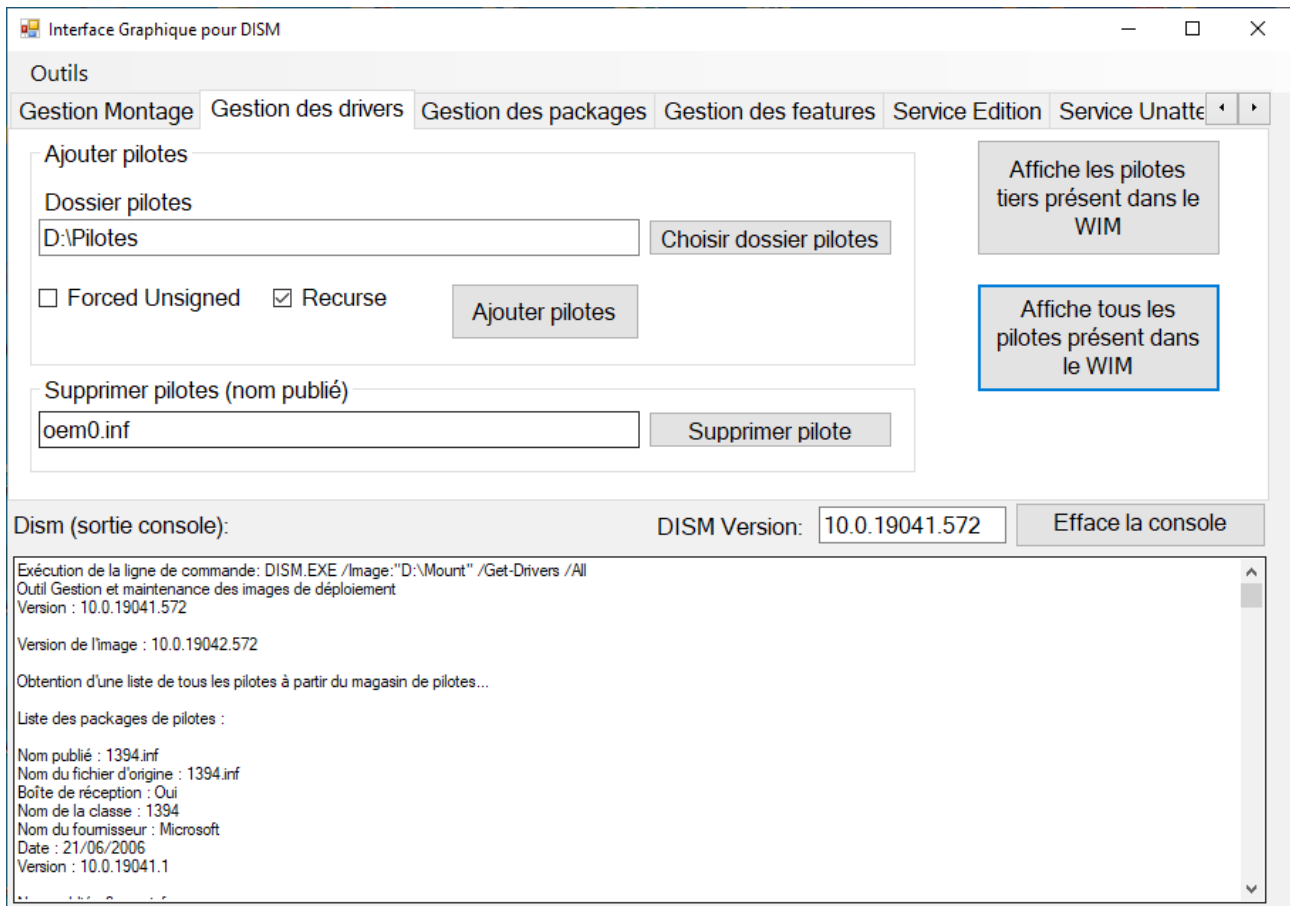 Interface Graphique pour DISM
Outils
Gestion Montage
Gestion des drivers
Gestion des packages
Gestion des features
Service Edition
Service Unatte
Ajouter pilotes
Dossier pilotes
D:\Pilotes
Choisir dossier pilotes
Forced Unsigned
Recurse
Ajouter pilotes
Affiche les pilotes
tiers présent dans le
WIM
Affiche tous les
pilotes présent dans
le WIM
Supprimer pilotes (nom publié)
oem0.inf
Supprimer pilote
Dism (sortie console):
DISM Version:
10.0.19041.572
Efface la console
Exécution de la ligne de commande: DISM.EXE /Image:"D:\Mount" /Get-Drivers /All
Outil Gestion et maintenance des images de déploiement
Version : 10.0.19041.572
Version de l'image : 10.0.19042.572
Obtention d'une liste de tous les pilotes à partir du magasin de pilotes...
Liste des packages de pilotes :
Nom publié : 1394.inf
Nom du fichier d'origine : 1394.inf
Boîte de réception : Oui
Nom de la classe : 1394
Nom du fournisseur : Microsoft
Date : 21/06/2006
Version : 10.0.19041.1